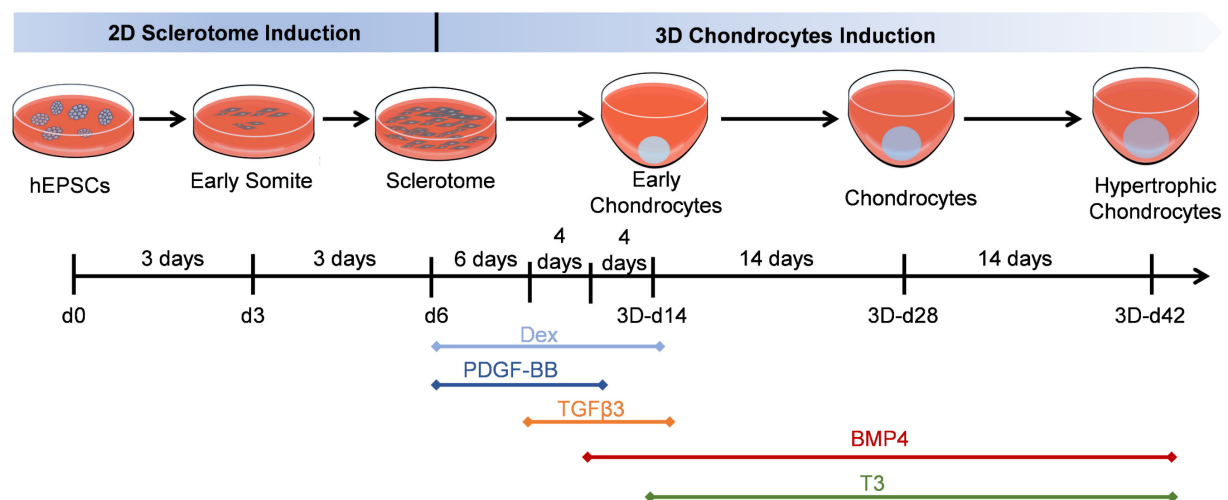 2D Sclerotome Induction
3D Chondrocytes Induction
hEPSCs
Early Somite
Sclerotome
Early
Chondrocytes
Chondrocytes
Hypertrophic
Chondrocytes
3 days
3 days
6 days
4
days
4
days
14 days
14 days
d0
d3
d6
3D-d14
3D-d28
3D-d42
Dex
PDGF-BB
TGFβ3
BMP4
T3